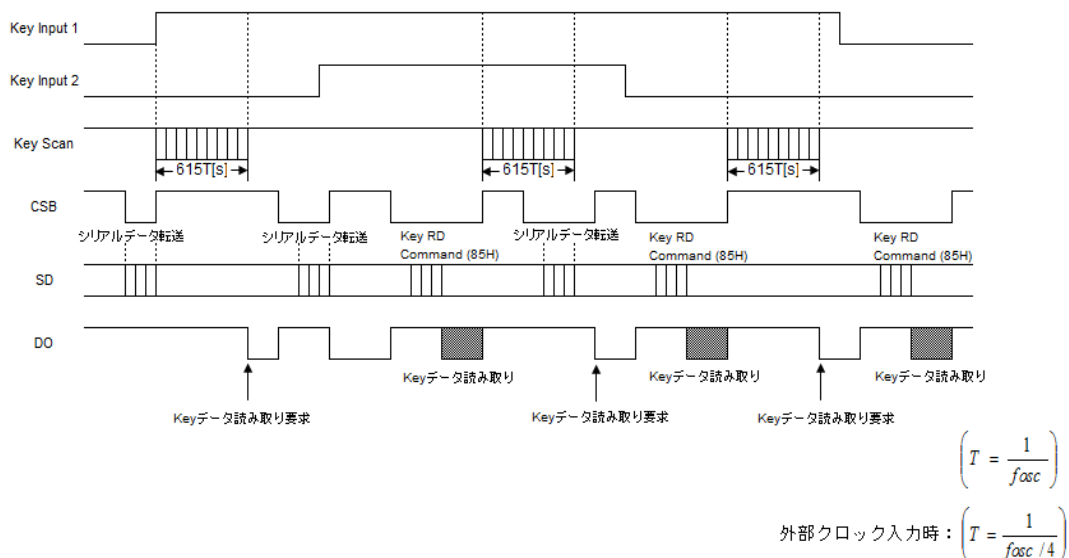 Key Input 1
Key Input 2
Key Scan
615T[s]
615T[s]
615T[s]
CSB
シリアルデータ転送
シリアルデータ転送
Key RD
Command (85H)
シリアルデータ転送
Key RD
Command (85H)
Key RD
Command (85H)
SD
DO
Keyデータ読み取り
Keyデータ読み取り
Keyデータ読み取り
Keyデータ読み取り要求
Keyデータ読み取り要求
Keyデータ読み取り要求
(T = 1 / fosc)
外部クロック入力時：(T = 1 / fosc /4)